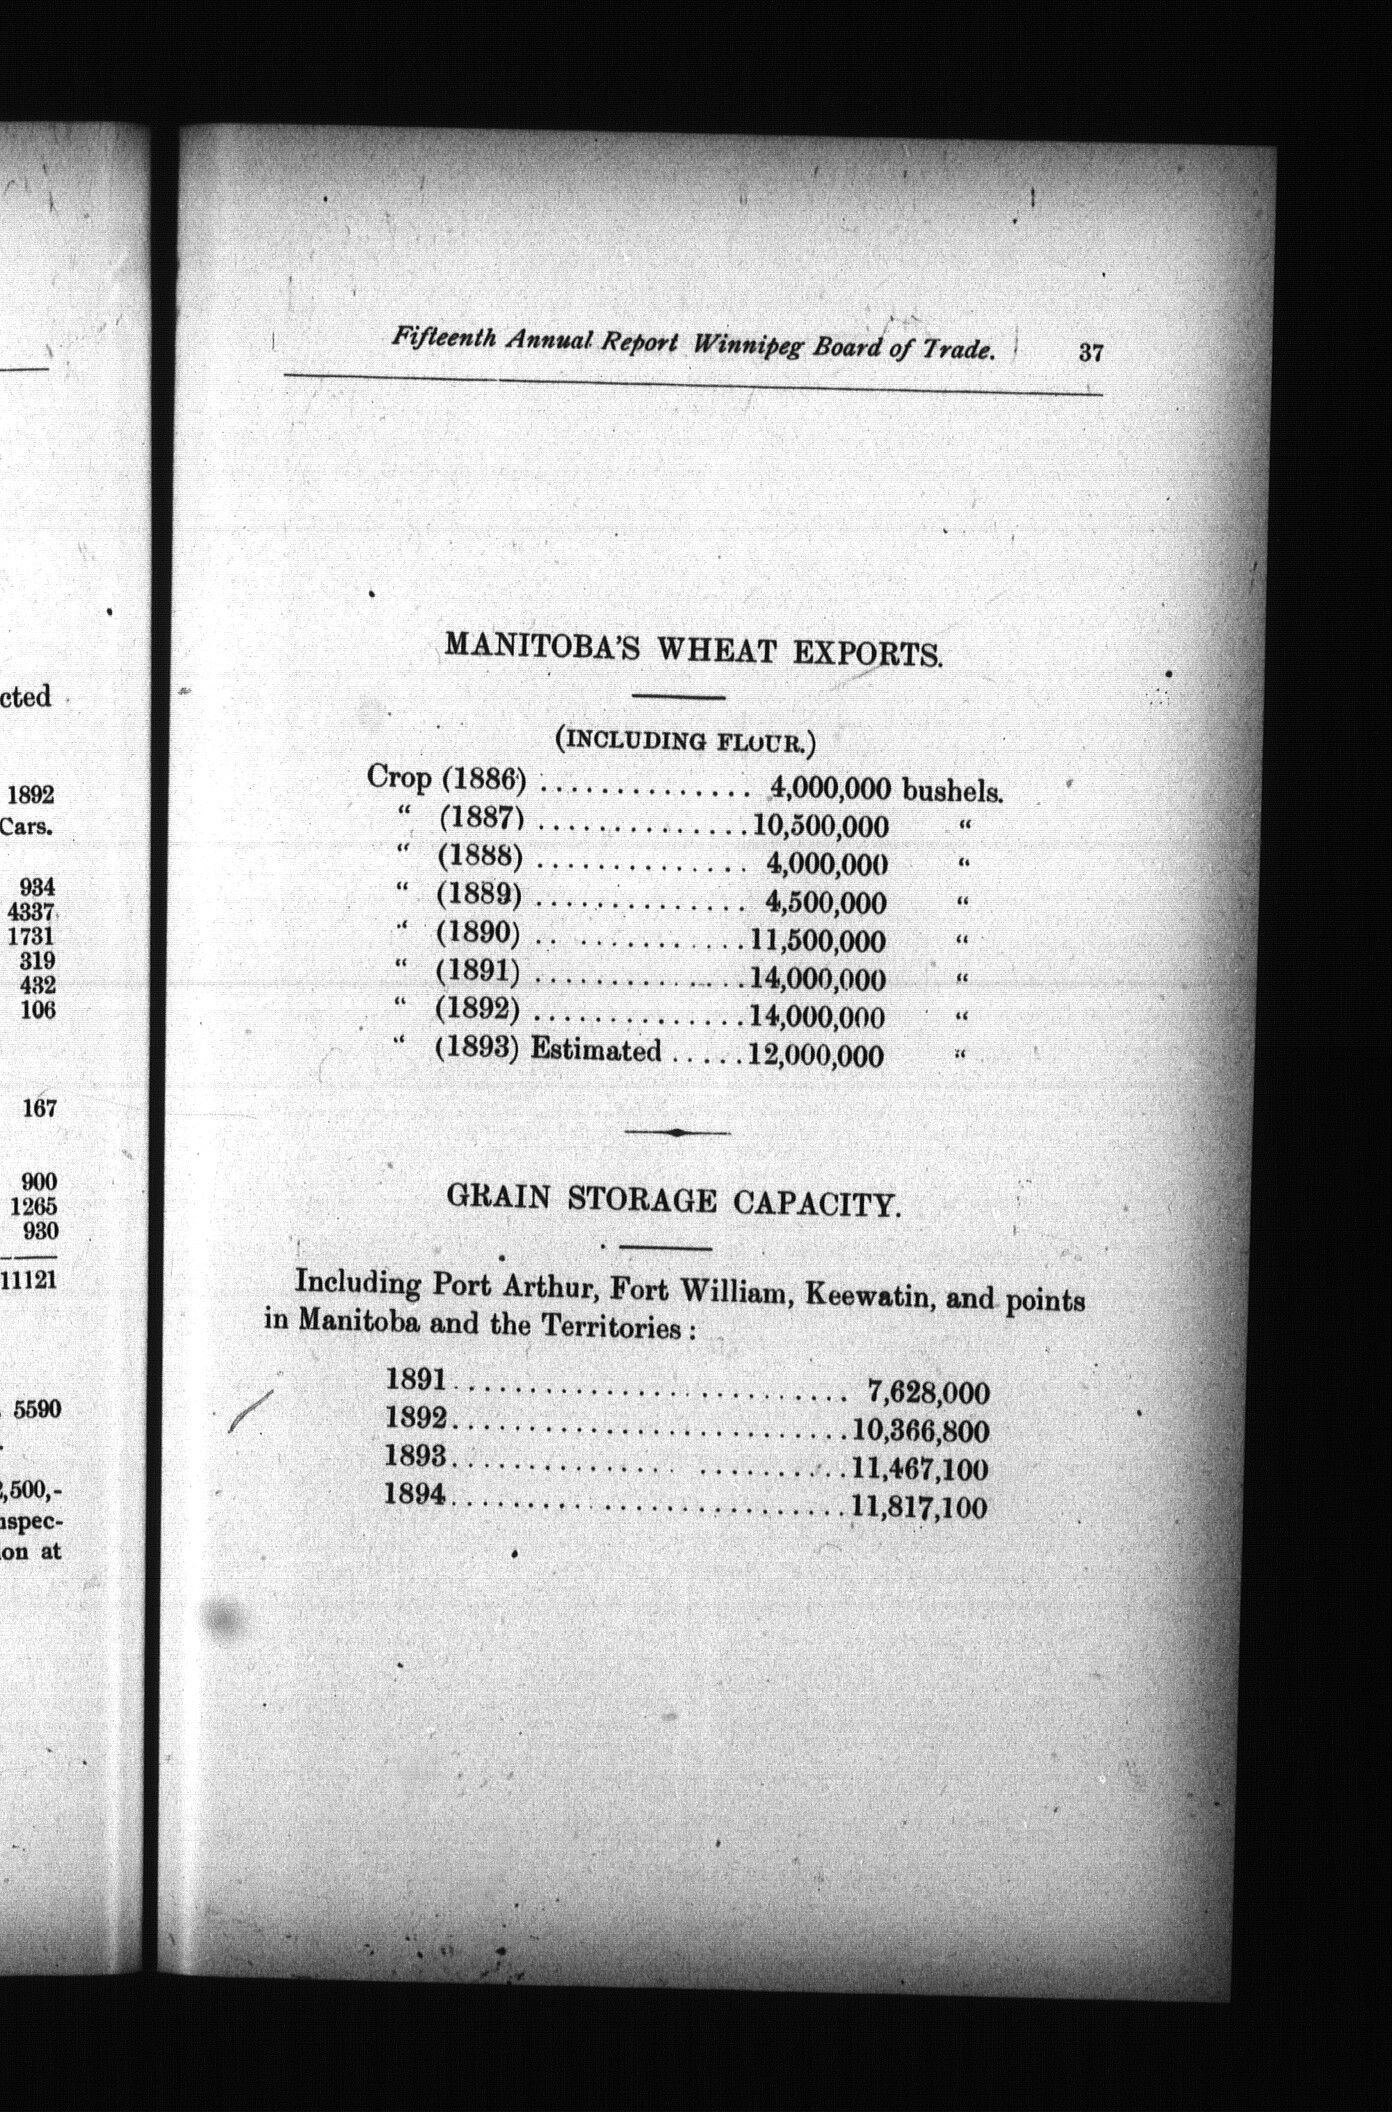 cted
1892
Cars.
934
4337
1731
319
432
106
167
900
1265
930
11121
5590
2,500,-
nspec-
on at
Fifteenth Annual Report Winnipeg Board of Trade. 37
MANITOBA'S WHEAT EXPORTS.
(INCLUDING FLOUR.)
Crop (1886) .............. 4,000,000 bushels.
" (1887) .............. 10,500,000 "
" (1888) .............. 4,000,000 "
" (1889) .............. 4,500,000 "
" (1890) .. ........... 11,500,000 "
" (1891) .............. 14,000,000 "
" (1892) .............. 14,000,000 "
" (1893) Estimated ..... 12,000,000 "
GRAIN STORAGE CAPACITY.
Including Port Arthur, Fort William, Keewatin, and points
in Manitoba and the Territories :
1891 .......................... 7,628,000
1892 .......................... 10,366,800
1893 .......................... 11,467,100
1894 .......................... 11,817,100